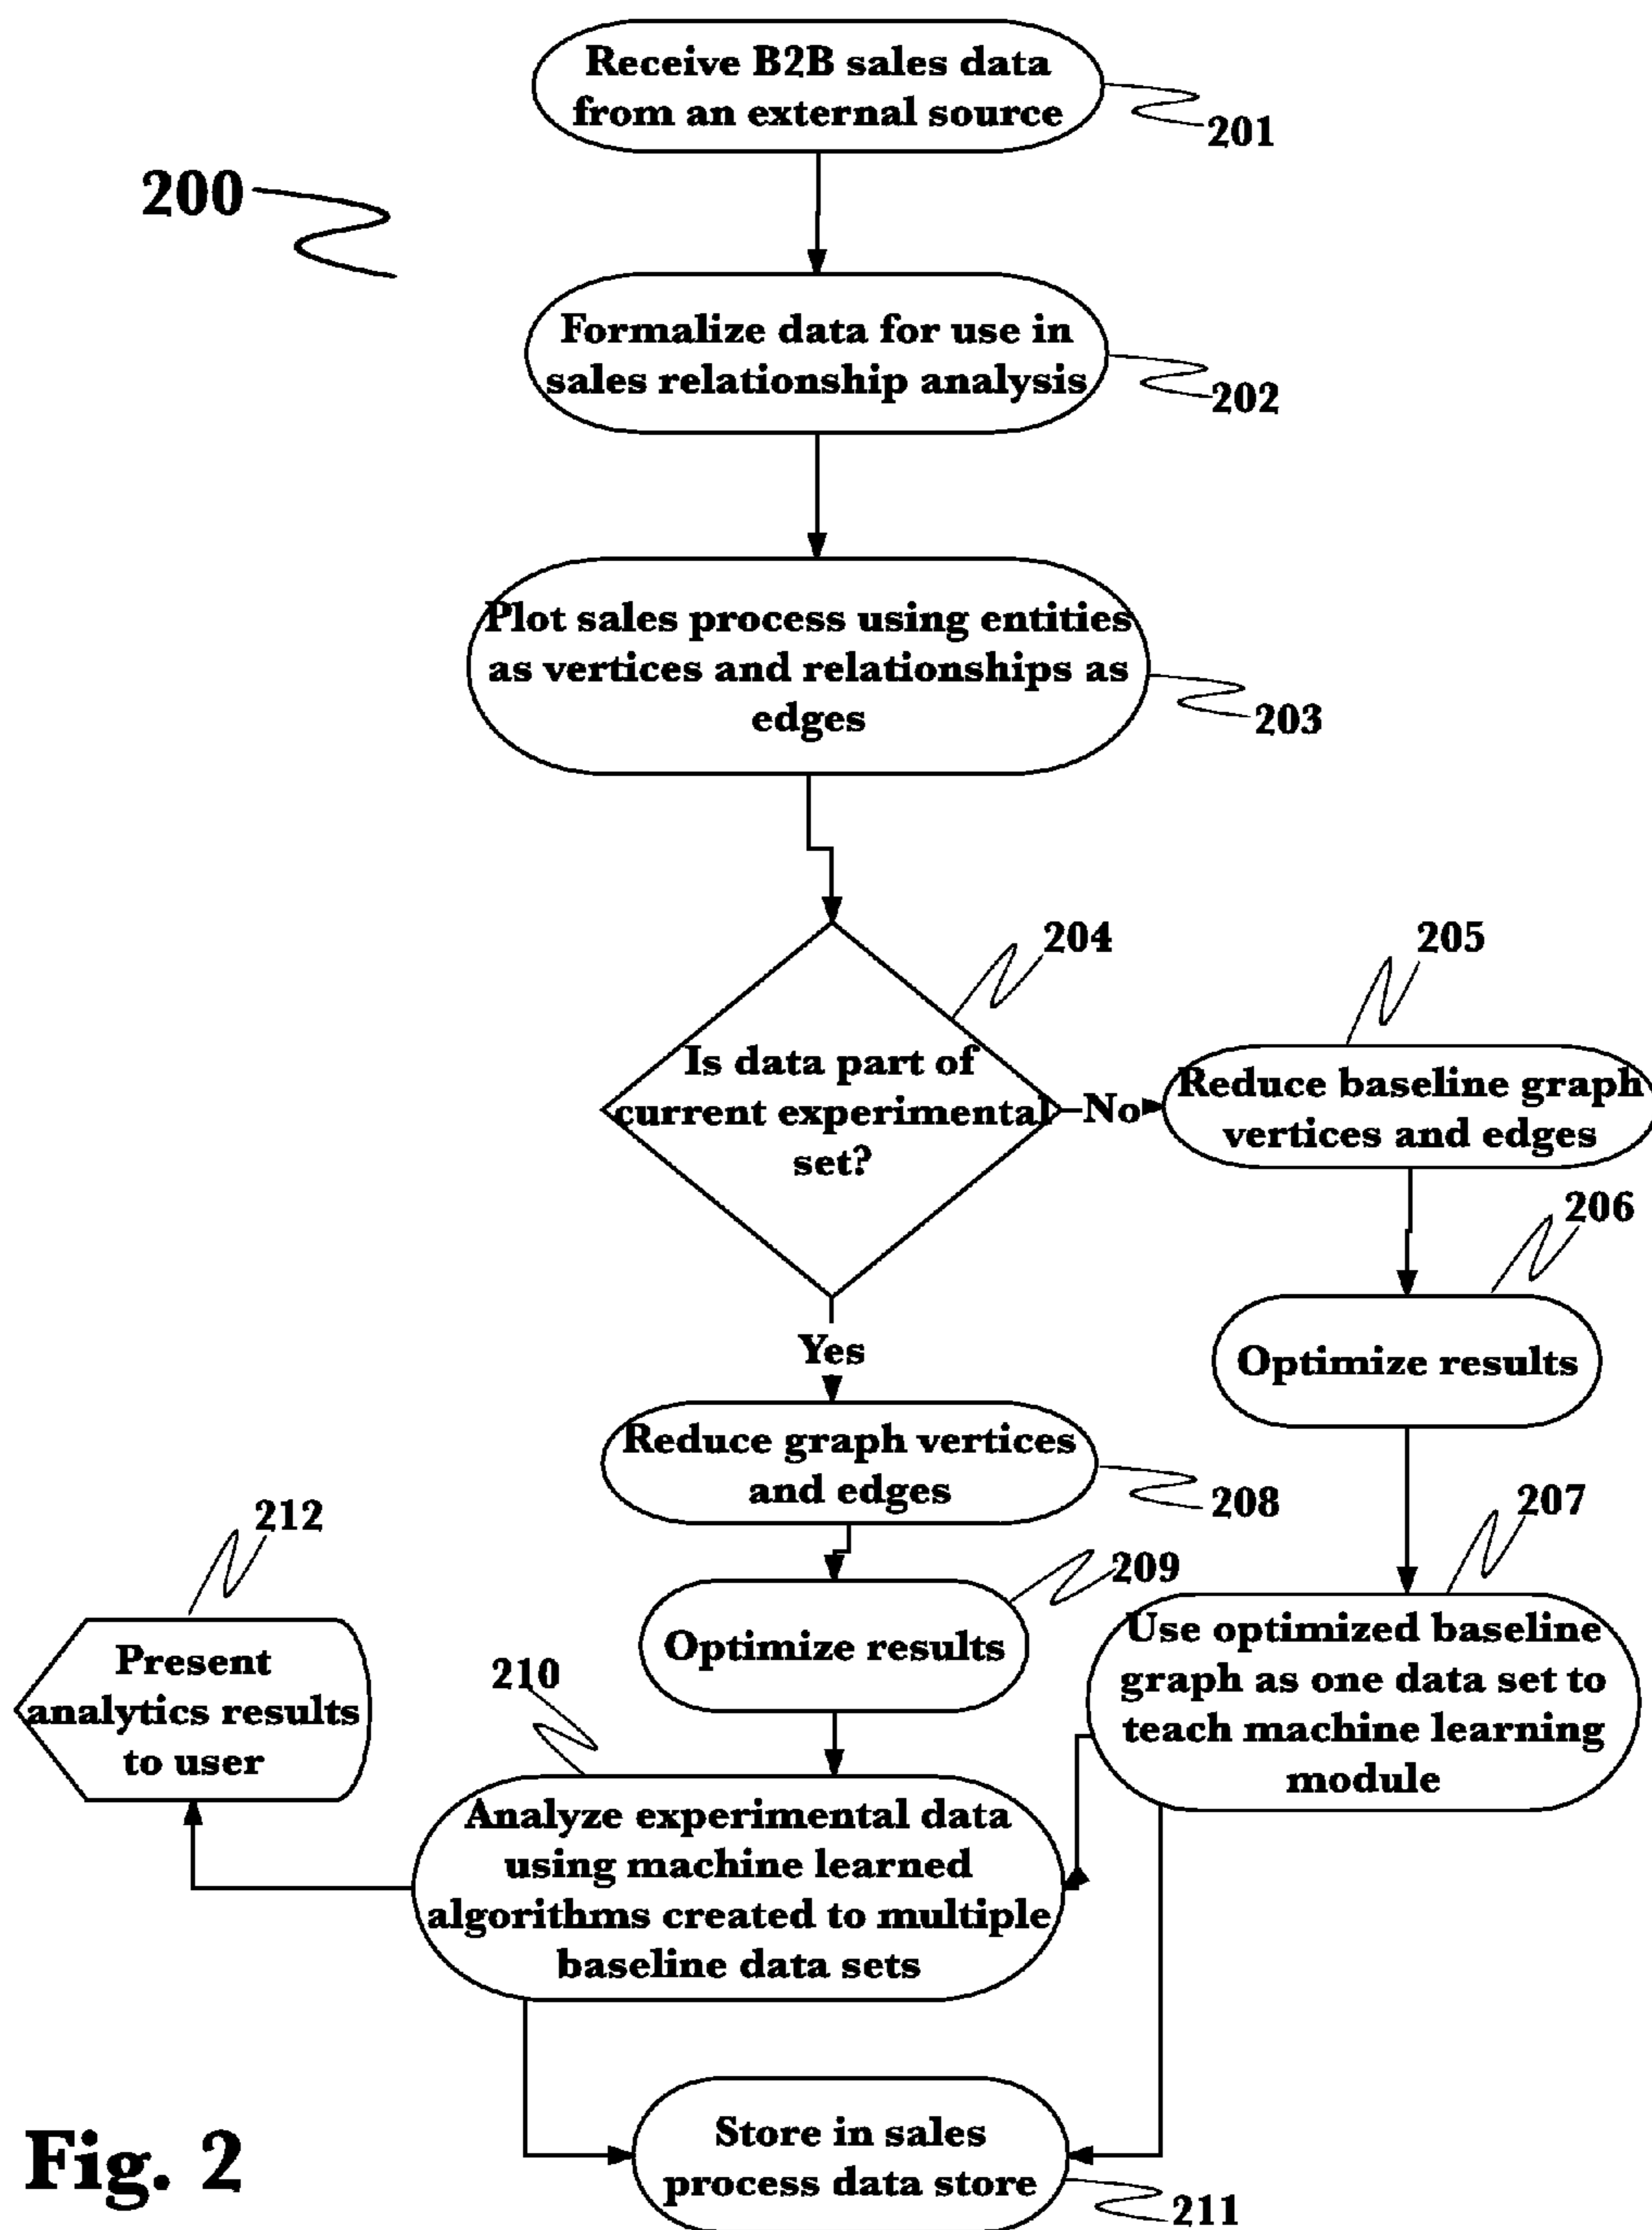 Receive B2B sales data
from an external source
201
200
Formalize data for use in
sales relationship analysis
202
Plot sales process using entities
as vertices and relationships as
edges
203
204
Is data part of
current experimental
set?
No
205
Reduce baseline graph
vertices and edges
206
Optimize results
Yes
Reduce graph vertices
and edges
208
207
Use optimized baseline
graph as one data set to
teach machine learning
module
209
Optimize results
212
Present
analytics results
to user
210
Analyze experimental data
using machine learned
algorithms created to multiple
baseline data sets
Store in sales
process data store
211
Fig. 2